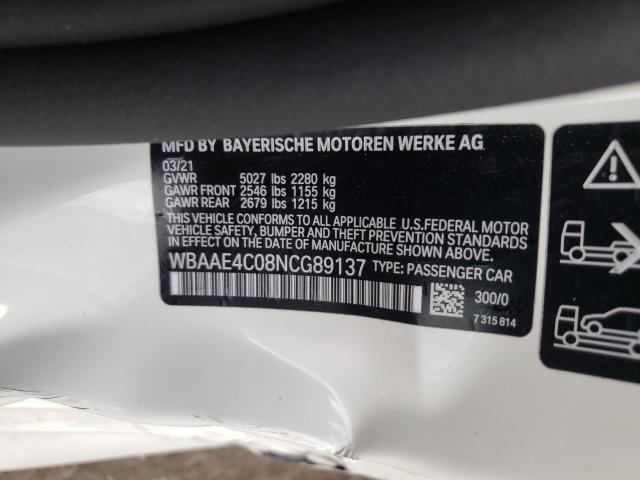 MFD BY BAYERISCHE MOTOREN WERKE AG
03/21
GVWR 5027 lbs 2280 kg
GAWR FRONT 2546 lbs 1155 kg
GAWR REAR 2679 lbs 1215 kg
THIS VEHICLE CONFORMS TO ALL APPLICABLE U.S.FEDERAL MOTOR
VEHICLE SAFETY, BUMPER, AND THEFT PREVENTION STANDARDS
IN EFFECT ON THE DATE OF MANUFACTURE SHOWN ABOVE.
WBAAE4C08NCG89137 TYPE: PASSENGER CAR
300/0
7 315 814